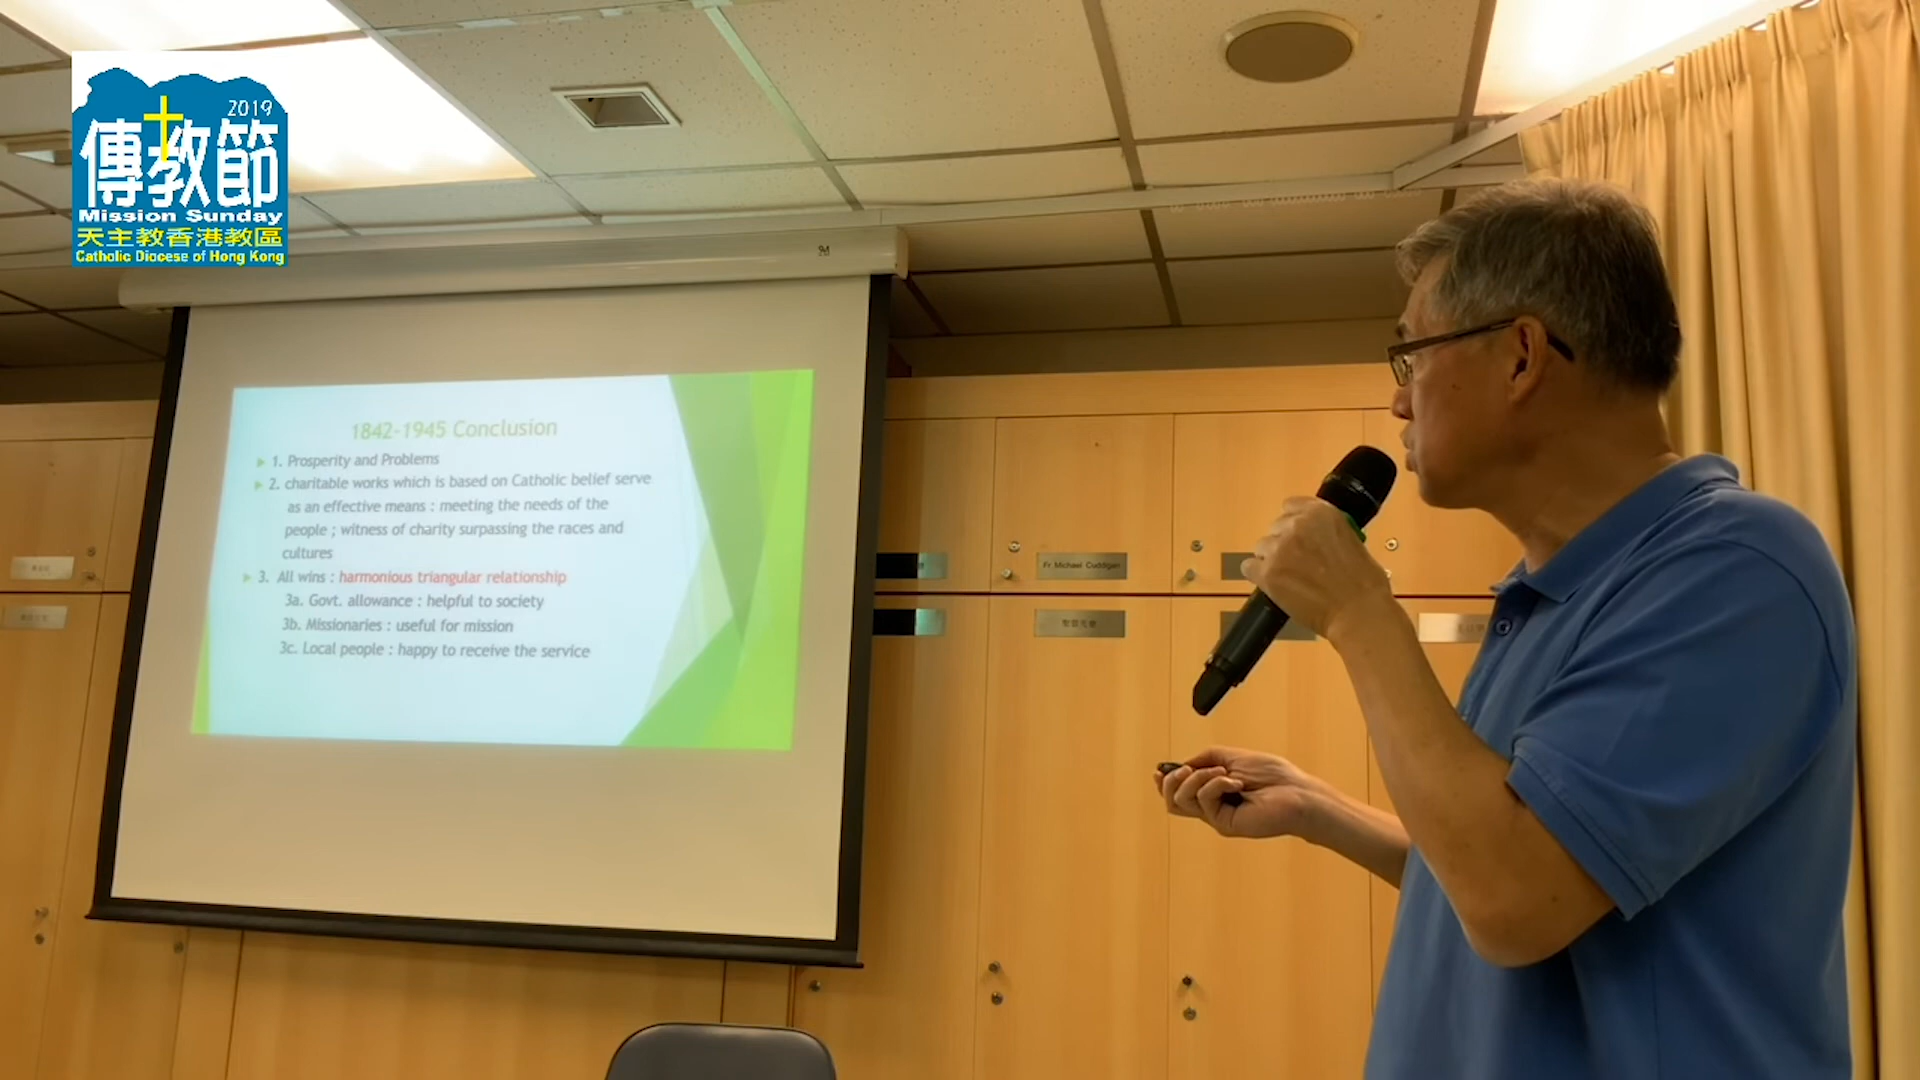 2019
傳教節
Mission Sunday
天主教香港教區
Catholic Diocese of Hong Kong
1842-1945 Conclusion
1. Prosperity and Problems
2. charitable works which is based on Catholic belief serve
as an effective means : meeting the needs of the
people ; witness of charity surpassing the races and
cultures
3. All wins : harmonious triangular relationship
3a. Govt. allowance : helpful to society
3b. Missionaries : useful for mission
3c. Local people : happy to receive the service
Fr Michael Cuddigan